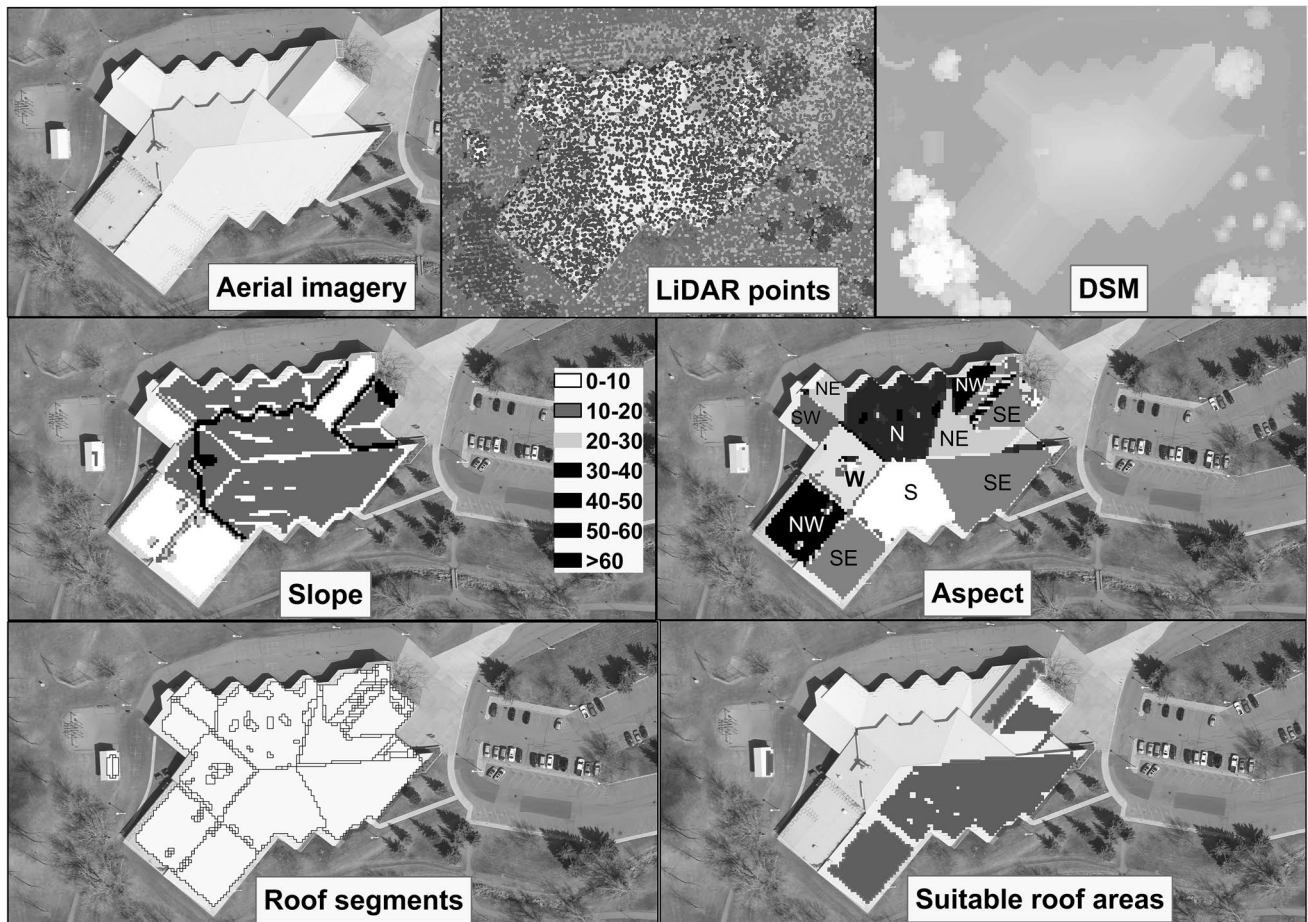 Aerial imagery
LiDAR points
DSM
0-10
10-20
20-30
30-40
40-50
50-60
>60
Slope
NE
NW
SW
SE
N
NE
W
S
SE
NW
SE
Aspect
Roof segments
Suitable roof areas